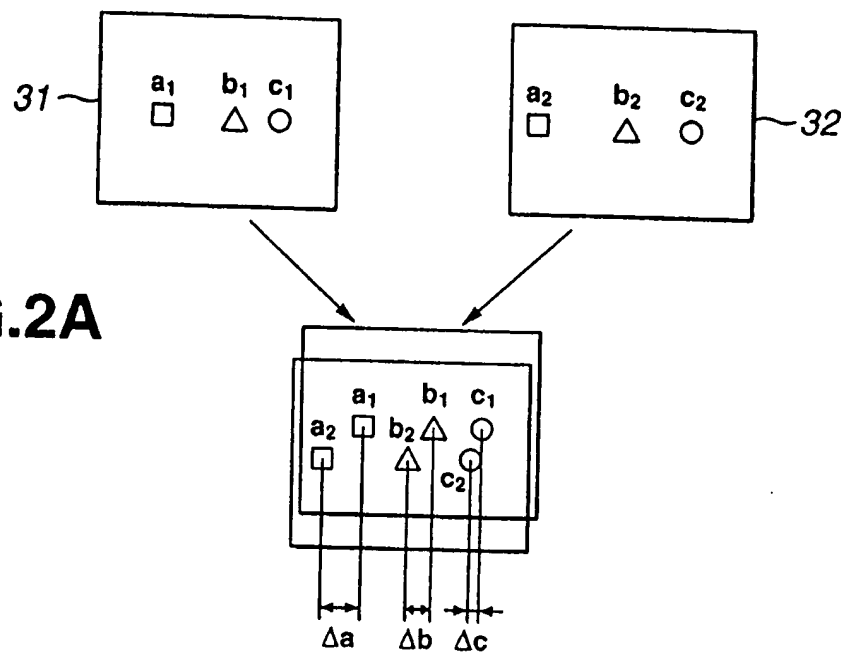 a₁ b₁ c₁
31
a₂ b₂ c₂
32
.2A
a₁ b₁ c₁
a₂ b₂
c₂
Δa Δb Δc